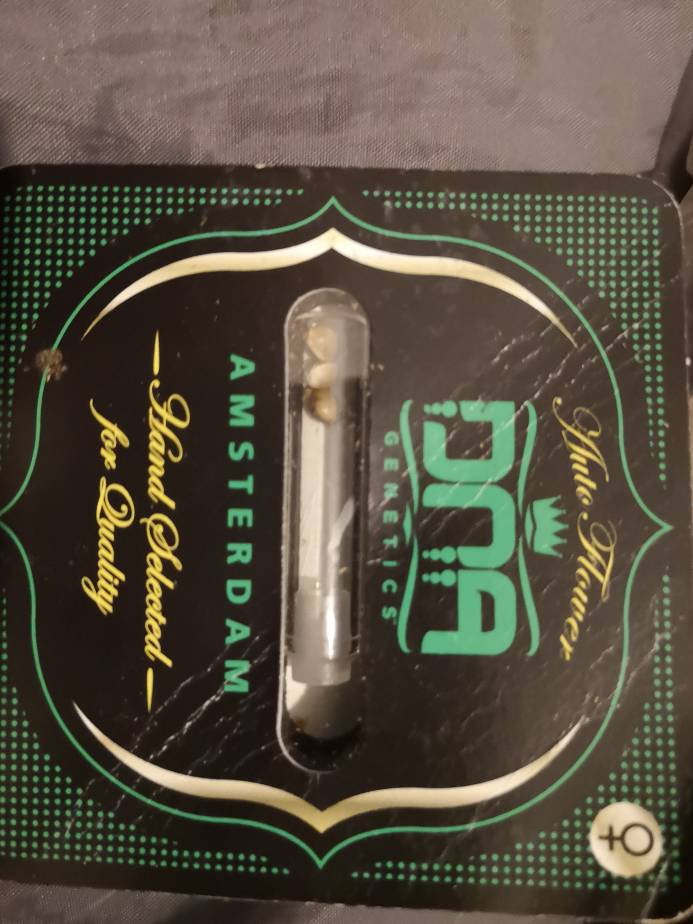 Auto Flower
DNA
GENETICS
AMSTERDAM
Hand Selected
for Quality